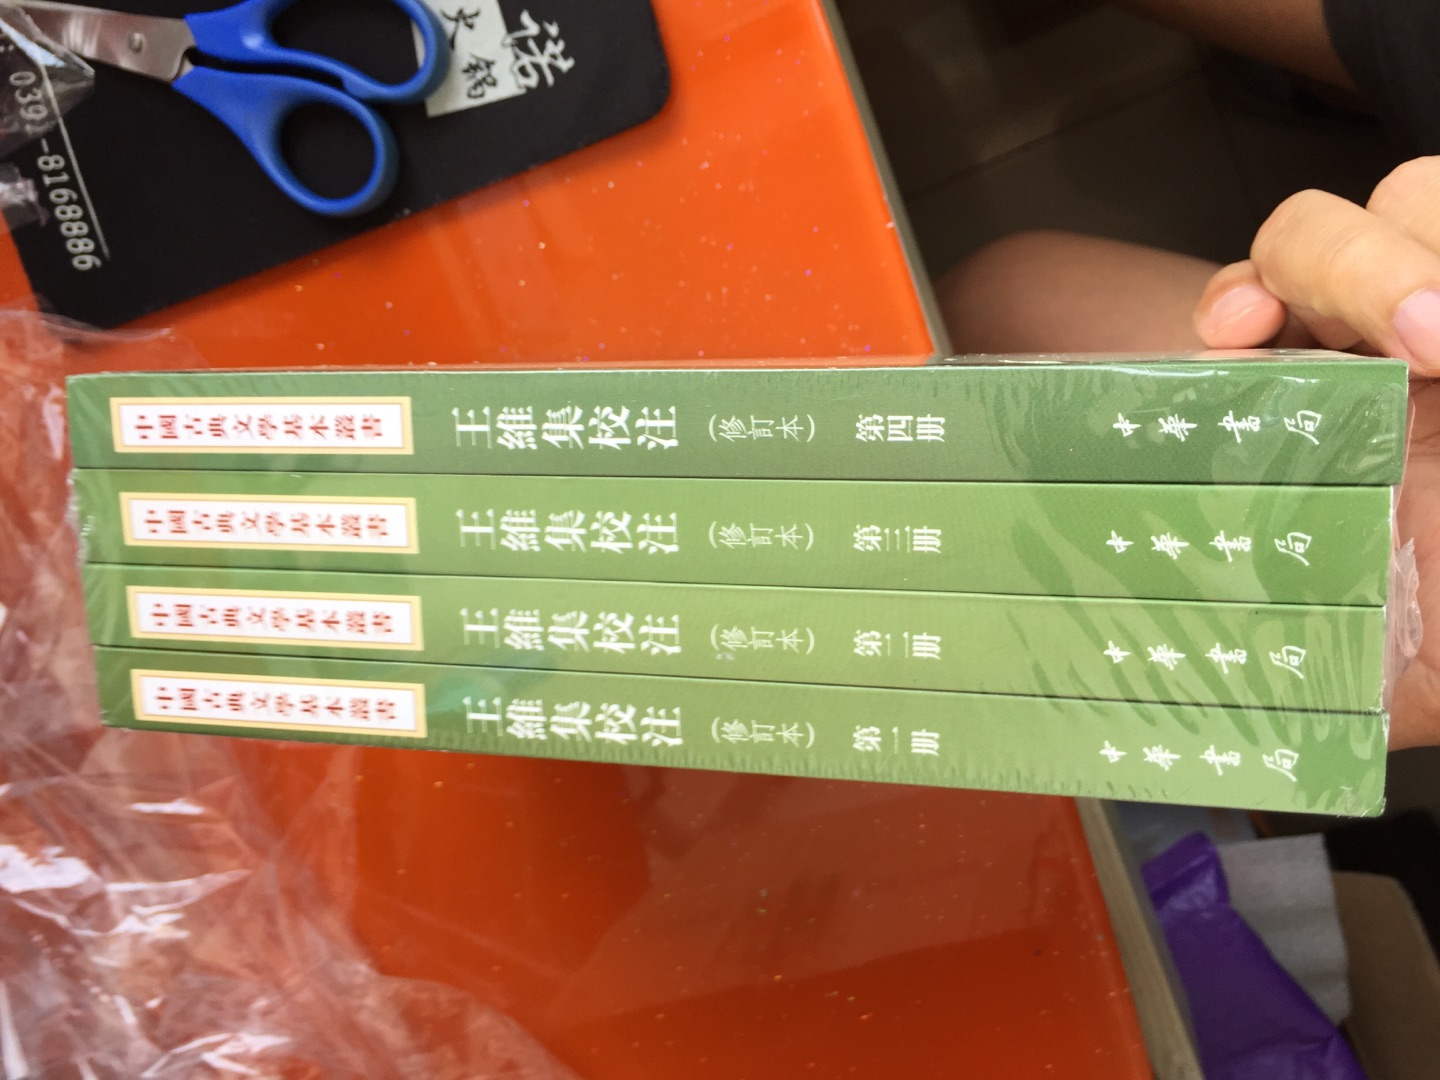 諾
火鍋
0391-8168886
中國古典文學基本叢書 王維集校注 (修訂本) 第四册 中華書局
中國古典文學基本叢書 王維集校注 (修訂本) 第三册 中華書局
中國古典文學基本叢書 王維集校注 (修訂本) 第二册 中華書局
中國古典文學基本叢書 王維集校注 (修訂本) 第一册 中華書局